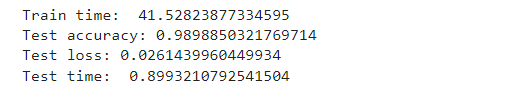 Train time:  41.52823877334595
Test accuracy: 0.9898850321769714
Test loss: 0.0261439960449934
Test time:  0.8993210792541504